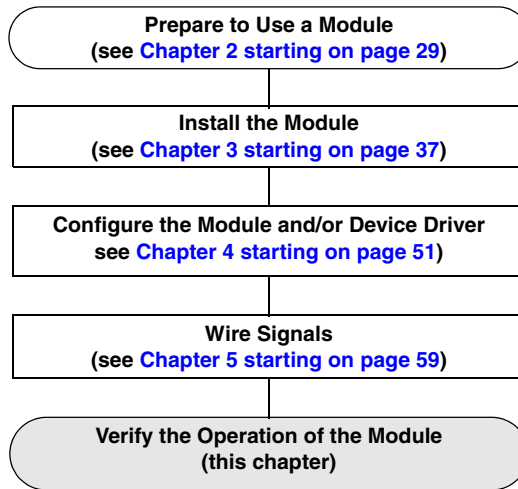 Prepare to Use a Module
(see Chapter 2 starting on page 29)
Install the Module
(see Chapter 3 starting on page 37)
Configure the Module and/or Device Driver
see Chapter 4 starting on page 51)
Wire Signals
(see Chapter 5 starting on page 59)
Verify the Operation of the Module
(this chapter)